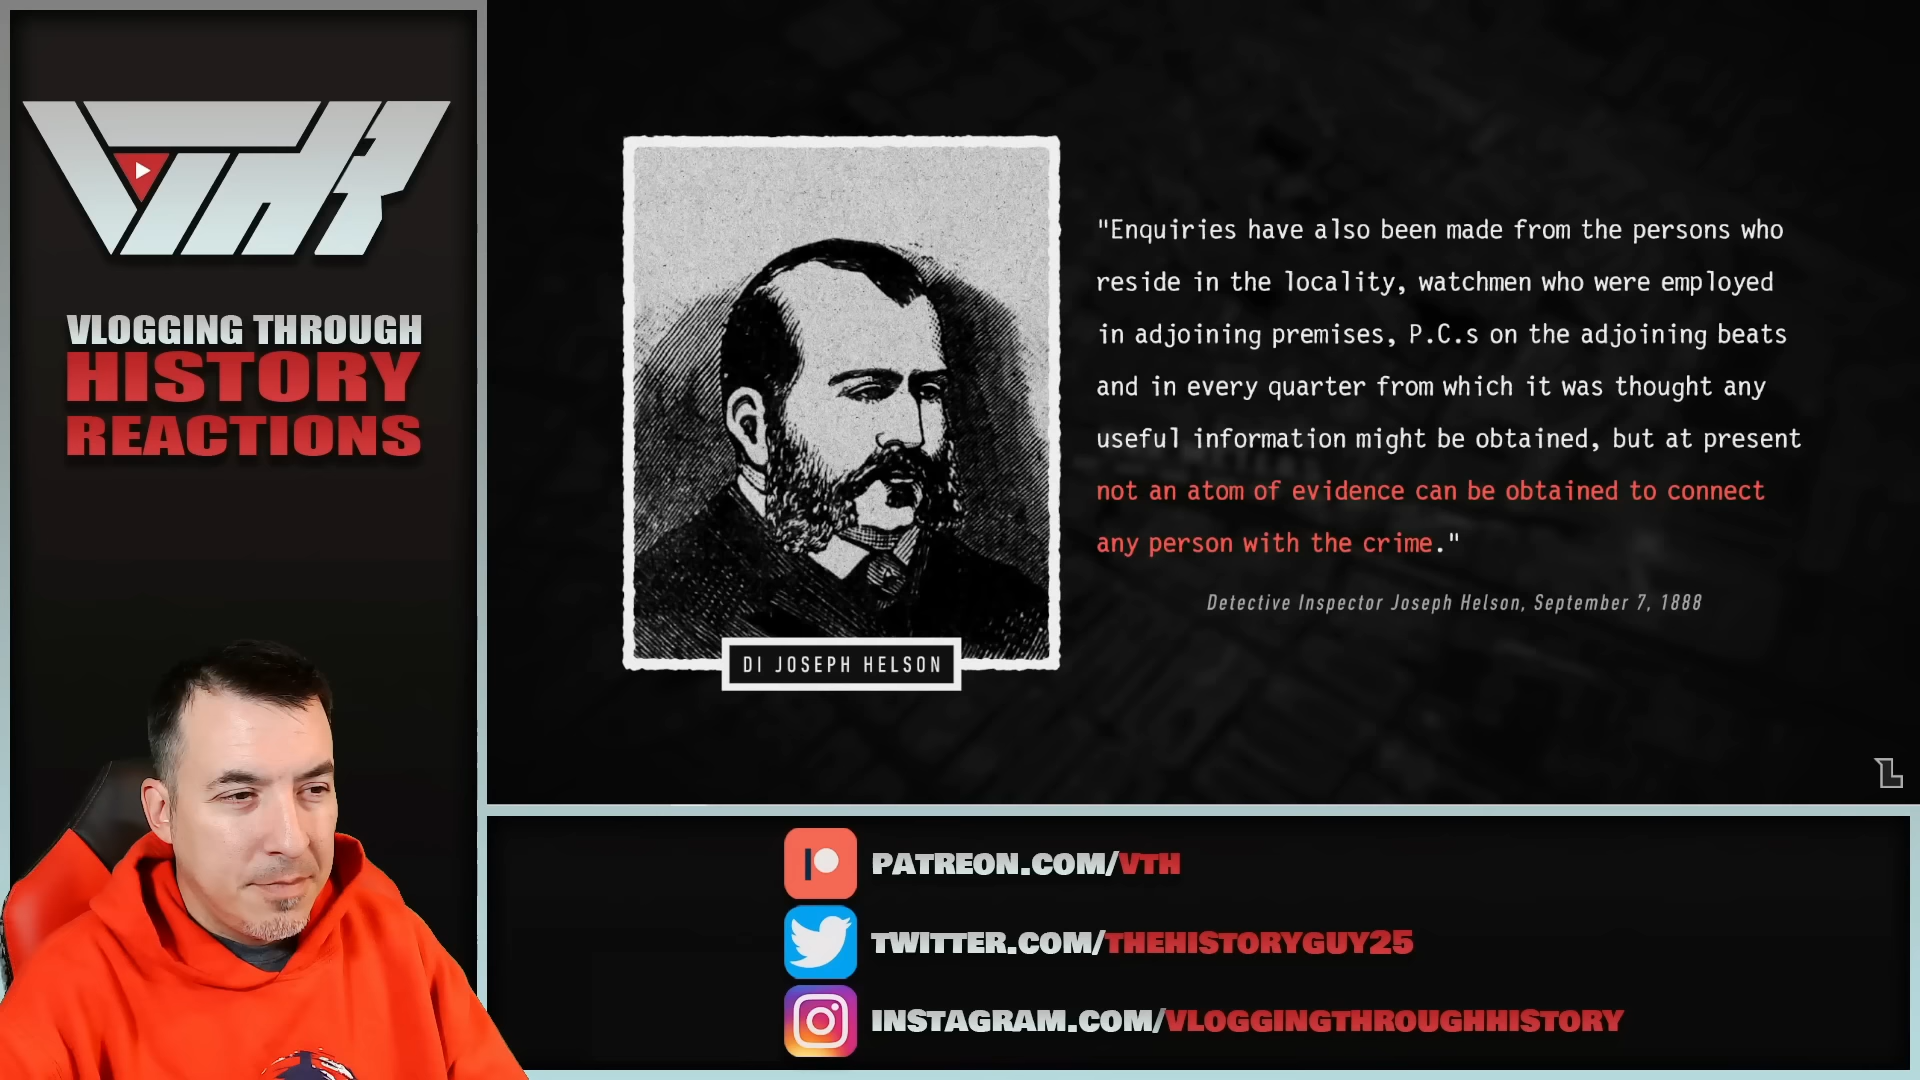 VTHR
VLOGGING THROUGH
HISTORY
REACTIONS
"Enquiries have also been made from the persons who
reside in the locality, watchmen who were employed
in adjoining premises, P.C.s on the adjoining beats
and in every quarter from which it was thought any
useful information might be obtained, but at present
not an atom of evidence can be obtained to connect
any person with the crime."
Detective Inspector Joseph Helson, September 7, 1888
DI JOSEPH HELSON
PATREON.COM/VTH
TWITTER.COM/THEHISTORYGUY25
INSTAGRAM.COM/VLOGGINGTHROUGHHISTORY